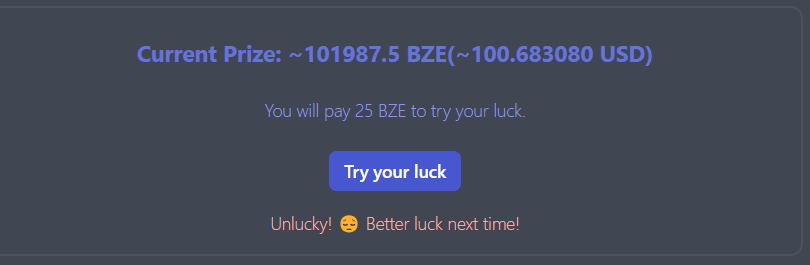 Current Prize: ~101987.5 BZE(~100.683080 USD)
You will pay 25 BZE to try your luck.
Try your luck
Unlucky! 😔 Better luck next time!